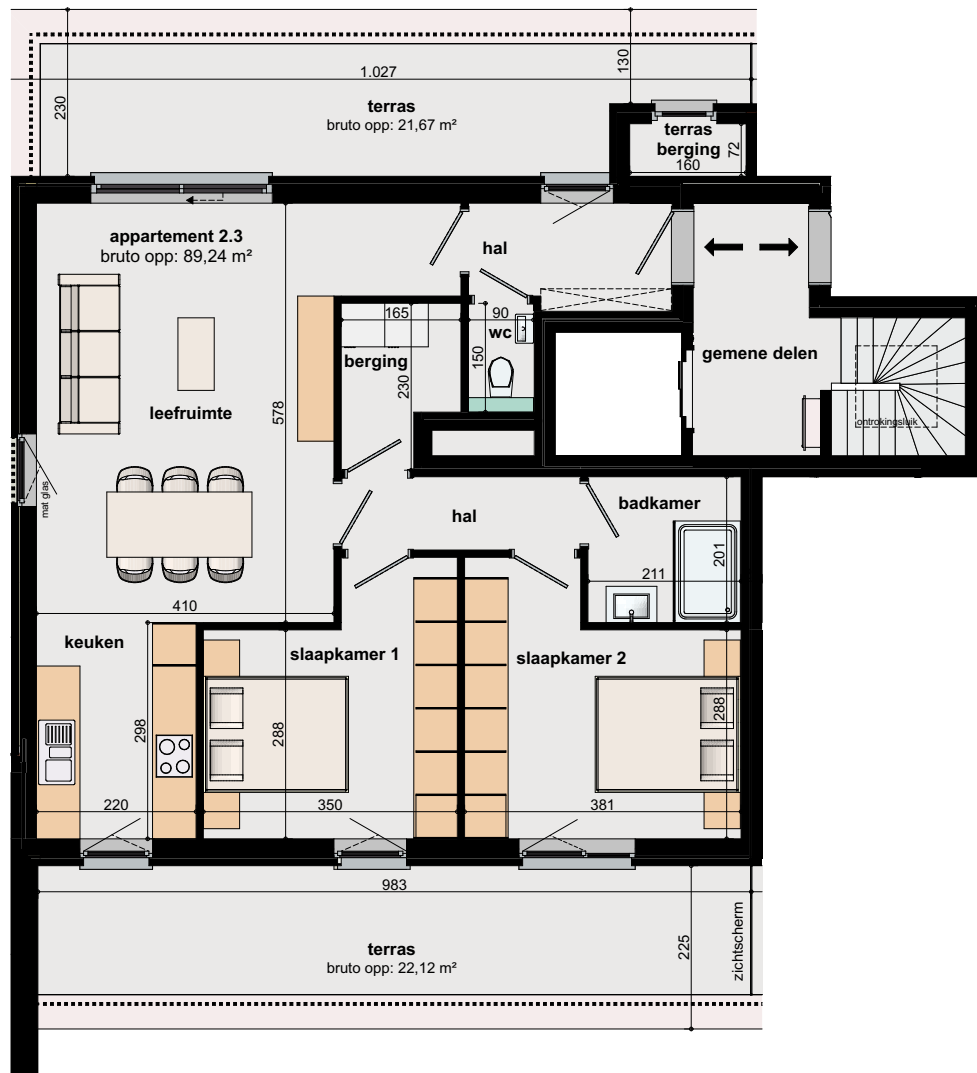 1.027
130
230
terras
bruto opp: 21,67 m²
terras
berging
72
160
appartement 2.3
bruto opp: 89,24 m²
hal
165
90
wc
berging
150
230
gemene delen
leefruimte
578
ontrokingsluik
mat glas
hal
badkamer
201
211
410
keuken
slaapkamer 1
slaapkamer 2
298
288
288
220
350
381
983
zichtscherm
225
terras
bruto opp: 22,12 m²